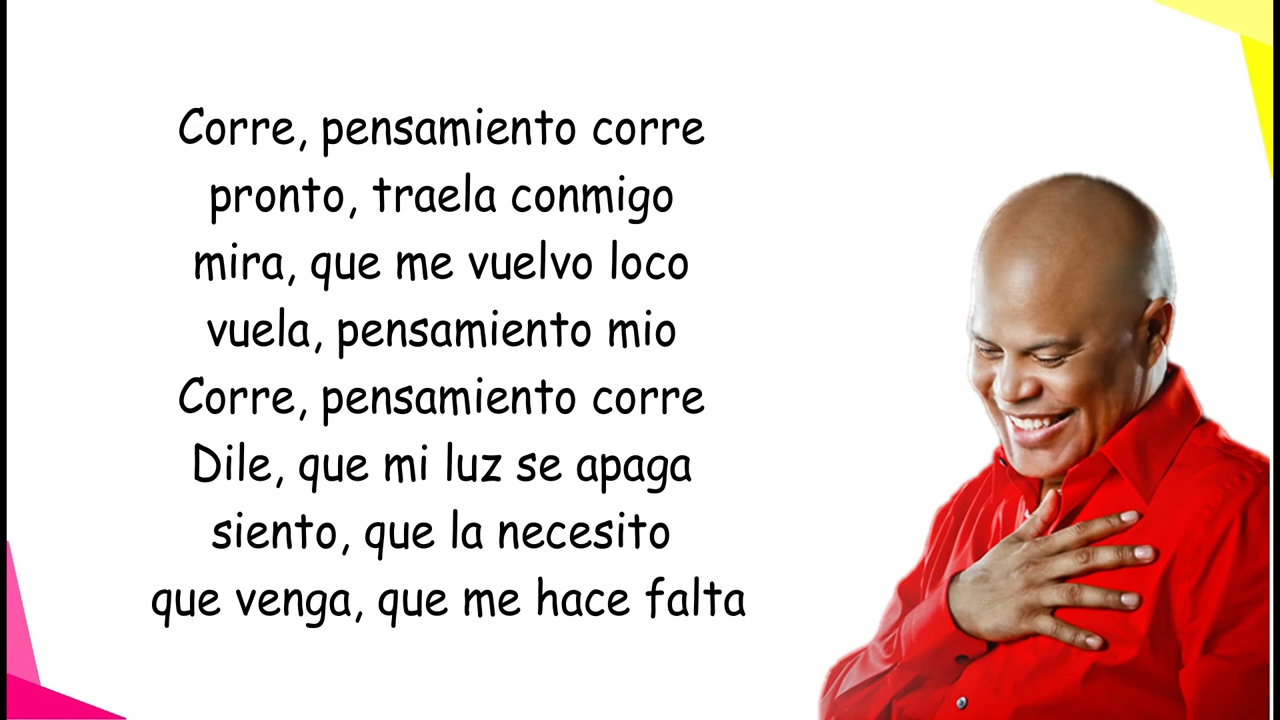 Corre, pensamiento corre
pronto, traela conmigo
mira, que me vuelvo loco
vuela, pensamiento mio
Corre, pensamiento corre
Dile, que mi luz se apaga
siento, que la necesito
que venga, que me hace falta